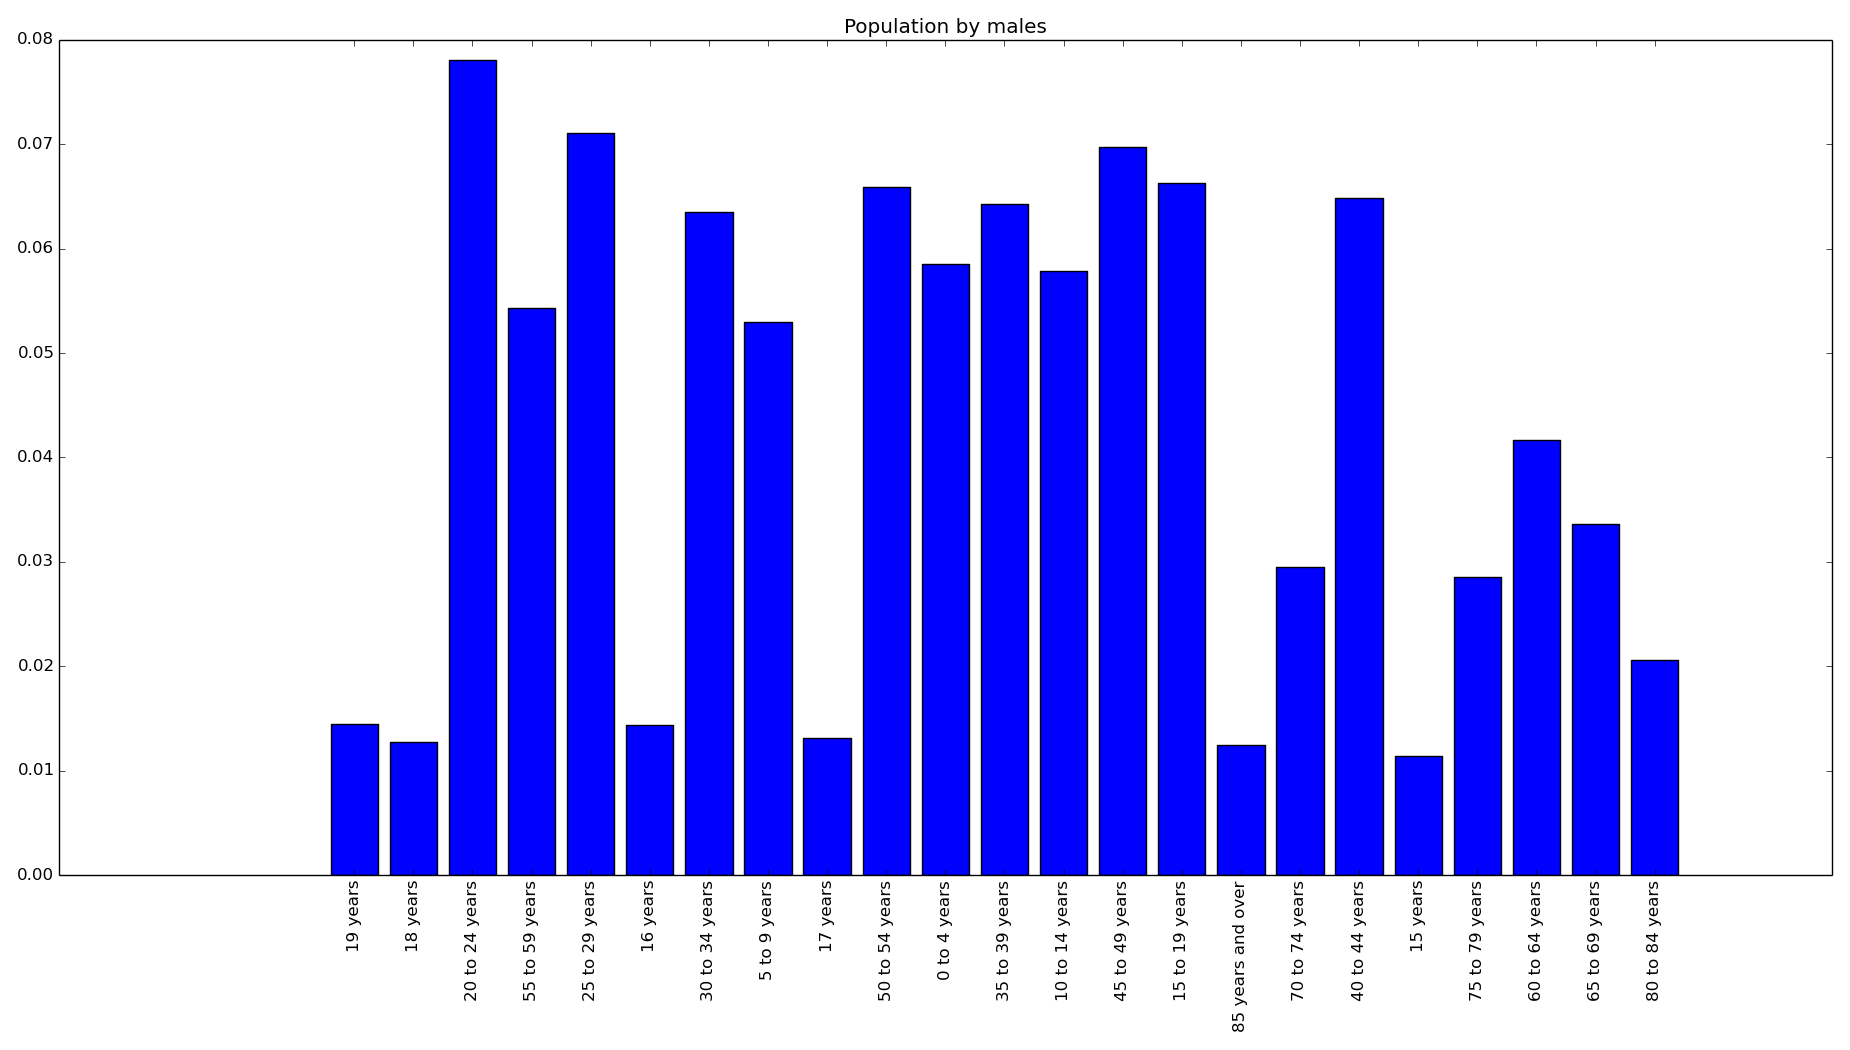 Population by males
0.08
0.07
0.06
0.05
0.04
0.03
0.02
0.01
0.00
19 years
18 years
20 to 24 years
55 to 59 years
25 to 29 years
16 years
30 to 34 years
5 to 9 years
17 years
50 to 54 years
0 to 4 years
35 to 39 years
10 to 14 years
45 to 49 years
15 to 19 years
85 years and over
70 to 74 years
40 to 44 years
15 years
75 to 79 years
60 to 64 years
65 to 69 years
80 to 84 years